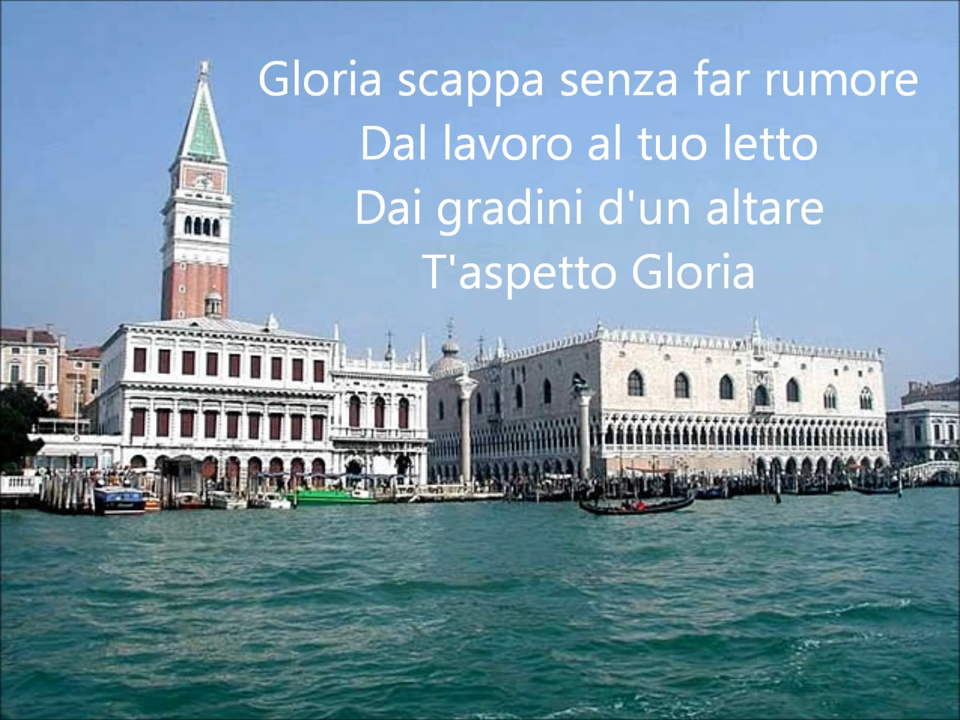 Gloria scappa senza far rumore
Dal lavoro al tuo letto
Dai gradini d'un altare
T'aspetto Gloria